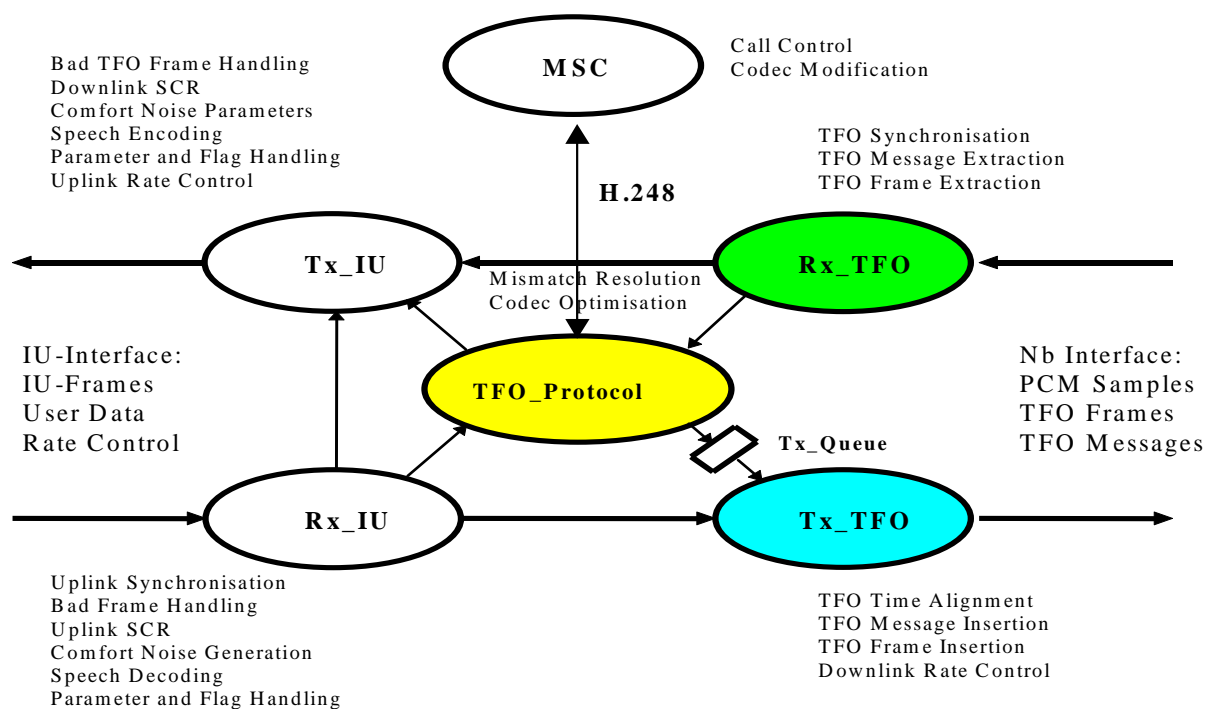 Bad TFO Frame Handling
Downlink SCR
Comfort Noise Parameters
Speech Encoding
Parameter and Flag Handling
Uplink Rate Control
MSC
Call Control
Codec Modification
TFO Synchronisation
TFO Message Extraction
TFO Frame Extraction
H.248
Tx_IU
Rx_TFO
Mismatch Resolution
Codec Optimisation
IU-Interface:
IU-Frames
User Data
Rate Control
TFO_Protocol
Nb Interface:
PCM Samples
TFO Frames
TFO Messages
Tx_Queue
Rx_IU
Tx_TFO
Uplink Synchronisation
Bad Frame Handling
Uplink SCR
Comfort Noise Generation
Speech Decoding
Parameter and Flag Handling
TFO Time Alignment
TFO Message Insertion
TFO Frame Insertion
Downlink Rate Control